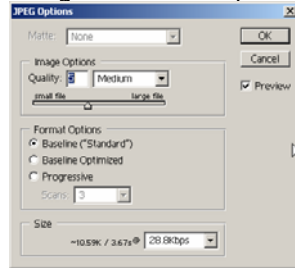 JPEG Options
Matte: None
OK
Image Options
Cancel
Quality: 5 Medium
Preview
small file large file
Format Options
Baseline ("Standard")
Baseline Optimized
Progressive
Scans: 3
Size
~10.59K / 3.67s@ 28.8Kbps